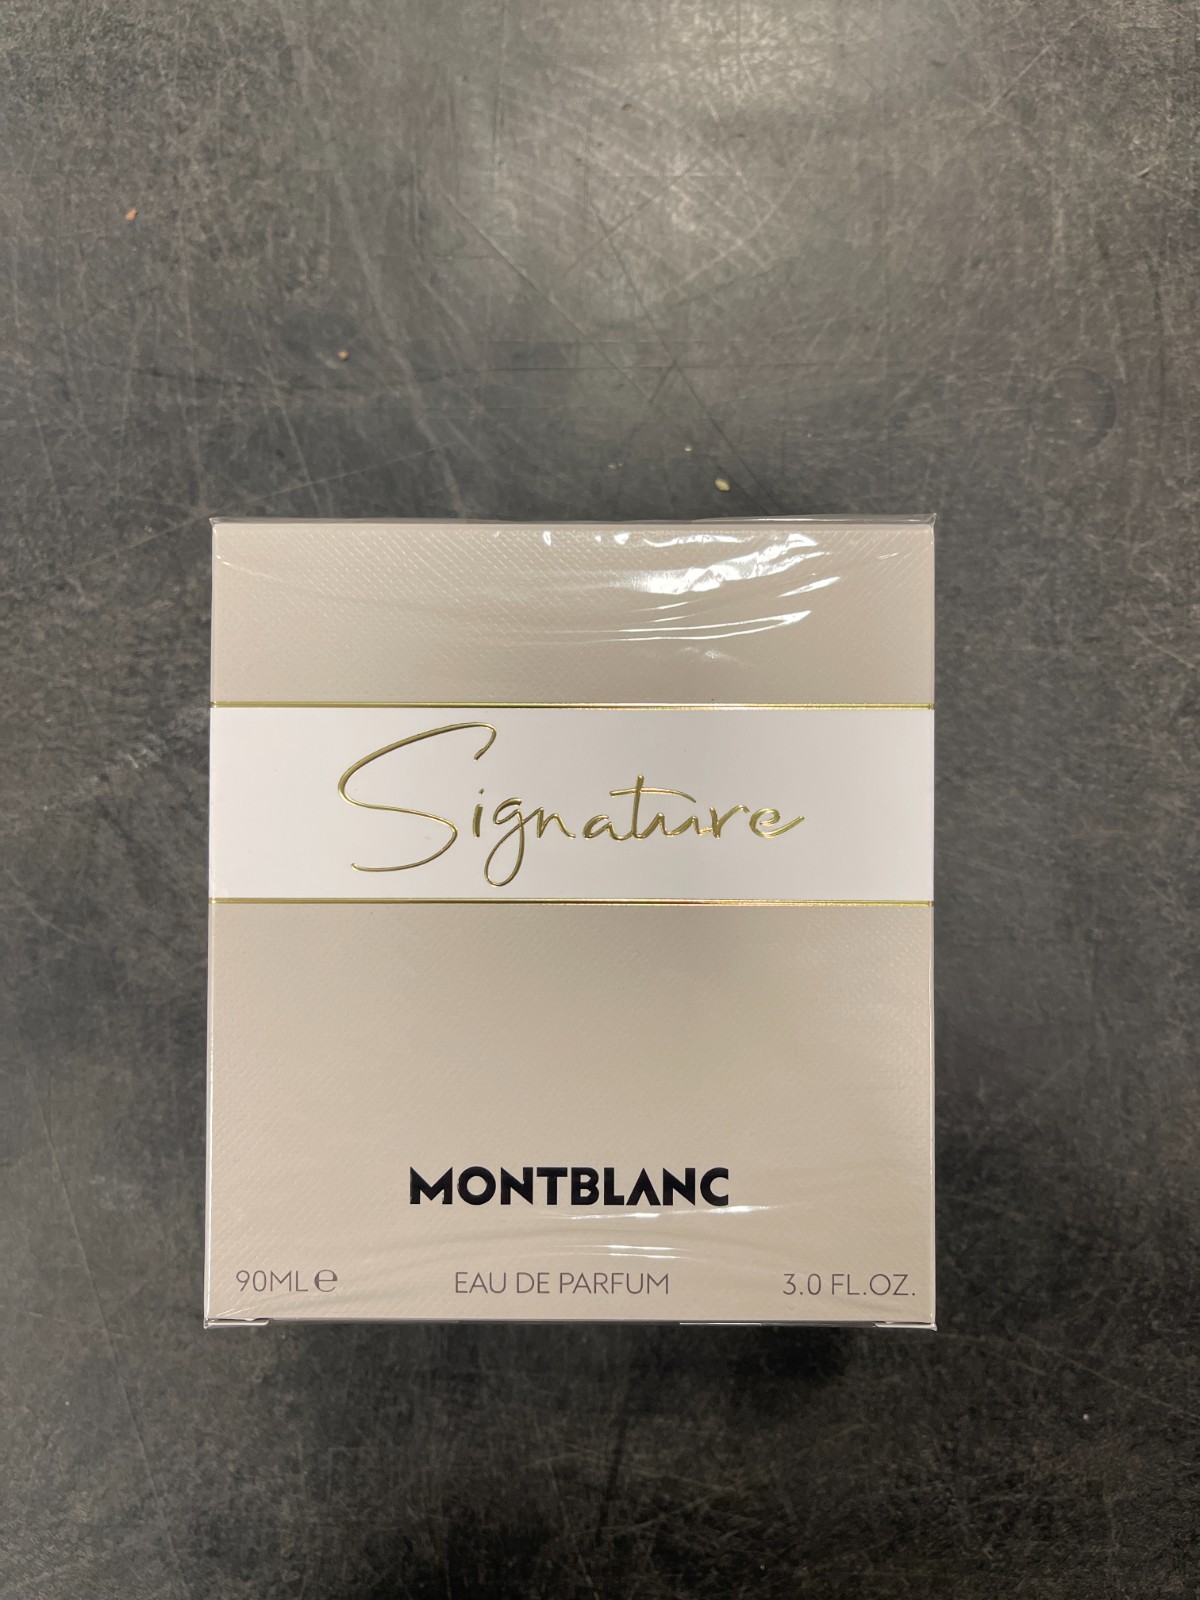 Signature
MONTBLANC
90ML ℮ EAU DE PARFUM 3.0 FL.OZ.